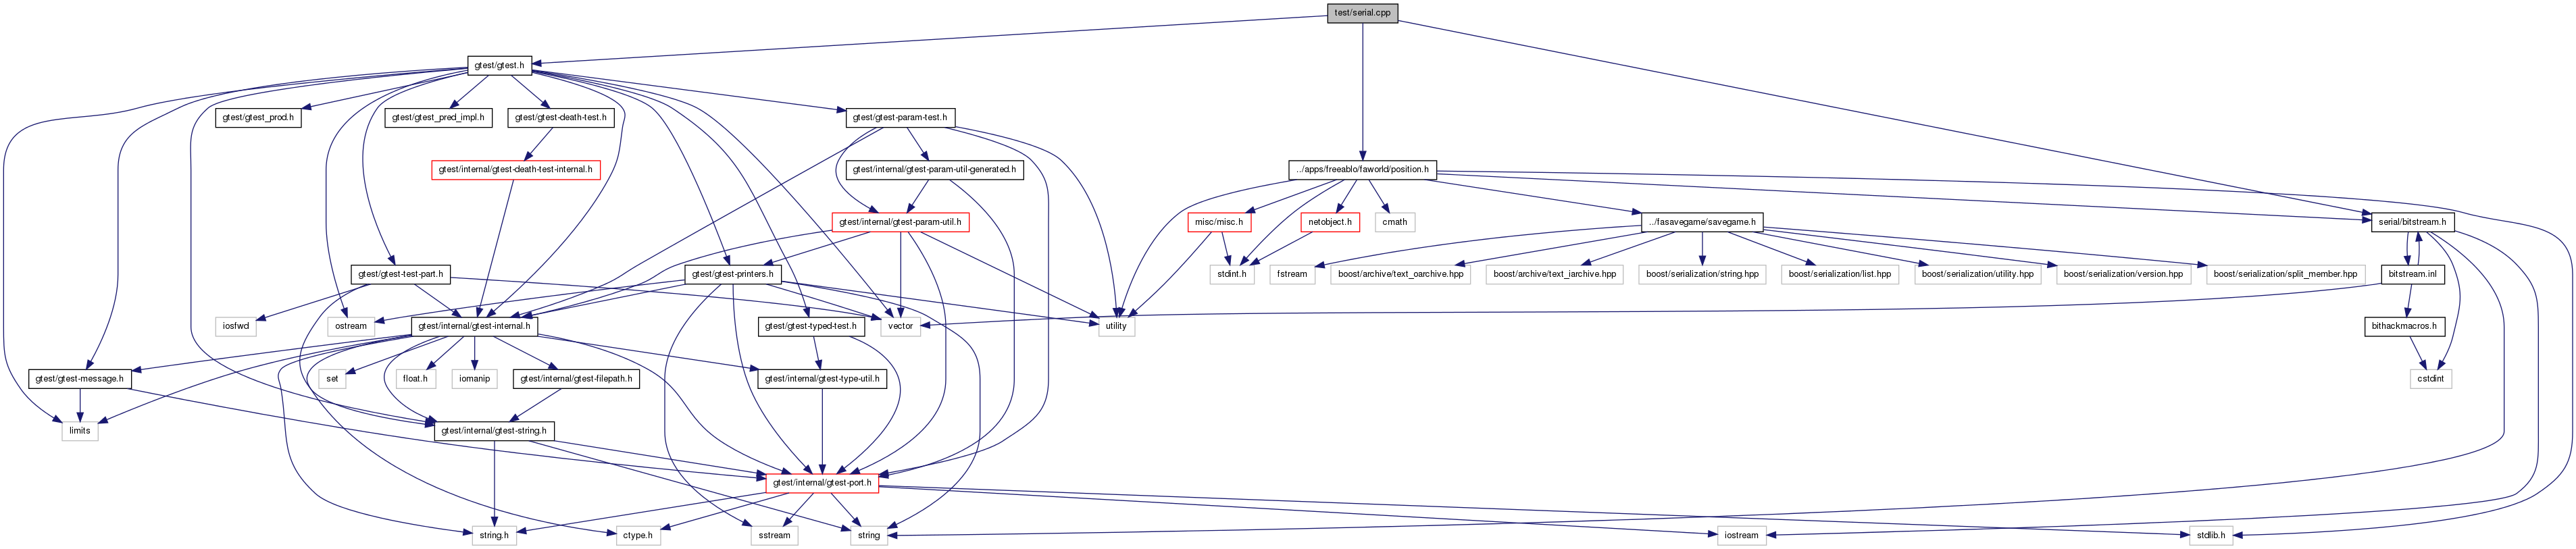 test/serial.cpp
gtest/gtest.h
gtest/gtest_prod.h
gtest/gtest_pred_impl.h
gtest/gtest-death-test.h
gtest/gtest-param-test.h
gtest/internal/gtest-death-test-internal.h
gtest/internal/gtest-param-util-generated.h
../apps/freeablo/faworld/position.h
gtest/internal/gtest-param-util.h
misc/misc.h
netobject.h
cmath
../fasavegame/savegame.h
serial/bitstream.h
gtest/gtest-test-part.h
gtest/gtest-printers.h
stdint.h
fstream
boost/archive/text_oarchive.hpp
boost/archive/text_iarchive.hpp
boost/serialization/string.hpp
boost/serialization/list.hpp
boost/serialization/utility.hpp
boost/serialization/version.hpp
boost/serialization/split_member.hpp
bitstream.inl
iosfwd
ostream
gtest/internal/gtest-internal.h
gtest/gtest-typed-test.h
vector
utility
bithackmacros.h
gtest/gtest-message.h
set
float.h
iomanip
gtest/internal/gtest-filepath.h
gtest/internal/gtest-type-util.h
cstdint
limits
gtest/internal/gtest-string.h
gtest/internal/gtest-port.h
string.h
ctype.h
sstream
string
iostream
stdlib.h